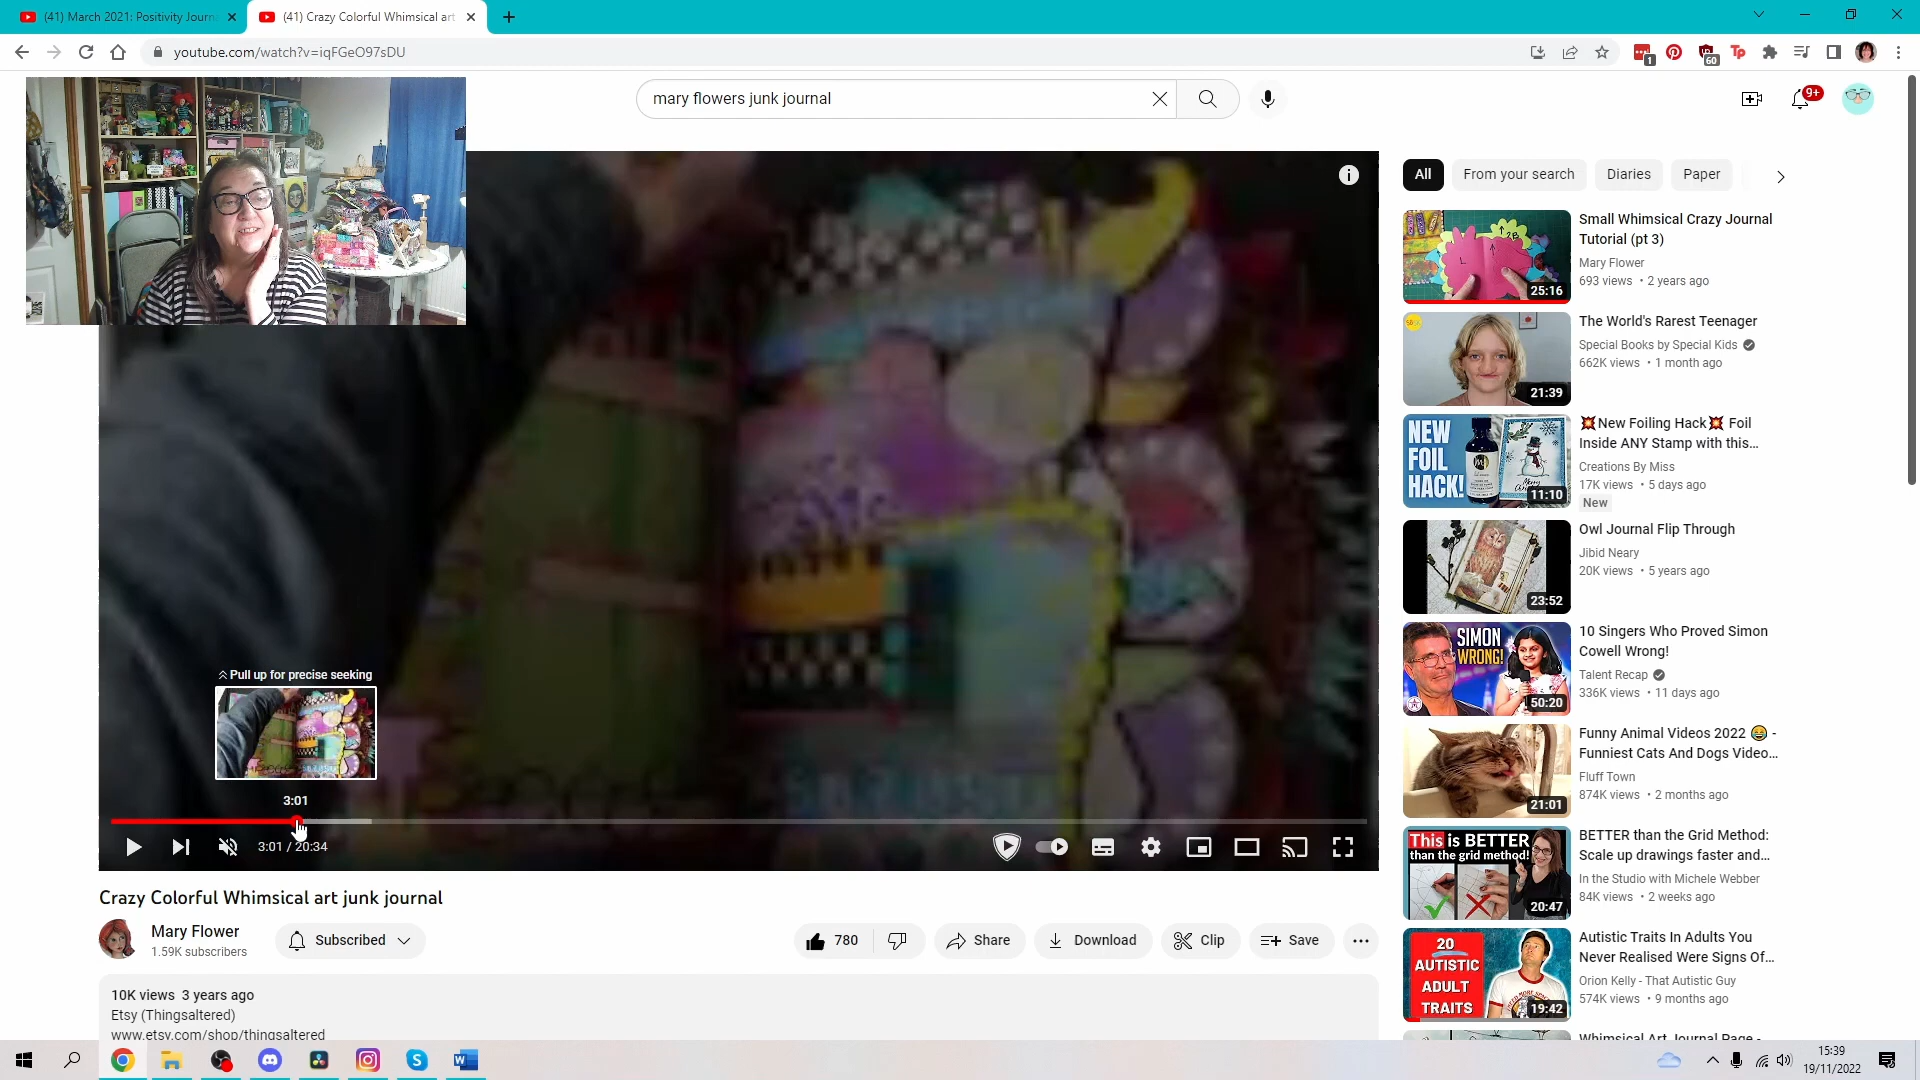 (41) March 2021: Positivity Journ
(41) Crazy Colorful Whimsical art
youtube.com/watch?v=iqFGeO97sDU
1
60
mary flowers junk journal
9+
Pull up for precise seeking
3:01
3:01 / 20:34
Crazy Colorful Whimsical art junk journal
Mary Flower
1.59K subscribers
Subscribed
780
Share
Download
Clip
Save
10K views 3 years ago
Etsy (Thingsaltered)
www.etsy.com/shop/thingsaltered
All
From your search
Diaries
Paper
25:16
Small Whimsical Crazy Journal
Tutorial (pt 3)
Mary Flower
693 views • 2 years ago
21:39
The World's Rarest Teenager
Special Books by Special Kids
662K views • 1 month ago
NEW
FOIL
HACK!
11:10
💥New Foiling Hack💥 Foil
Inside ANY Stamp with this...
Creations By Miss
17K views • 5 days ago
New
23:52
Owl Journal Flip Through
Jibid Neary
20K views • 5 years ago
SIMON
WRONG!
50:20
10 Singers Who Proved Simon
Cowell Wrong!
Talent Recap
336K views • 11 days ago
21:01
Funny Animal Videos 2022 😂 -
Funniest Cats And Dogs Video...
Fluff Town
874K views • 2 months ago
This is BETTER
than the grid method!
20:47
BETTER than the Grid Method:
Scale up drawings faster and...
In the Studio with Michele Webber
84K views • 2 weeks ago
20
AUTISTIC
ADULT
TRAITS
19:42
Autistic Traits In Adults You
Never Realised Were Signs Of...
Orion Kelly - That Autistic Guy
574K views • 9 months ago
Whimsical Art Journal Page -
15:39
19/11/2022